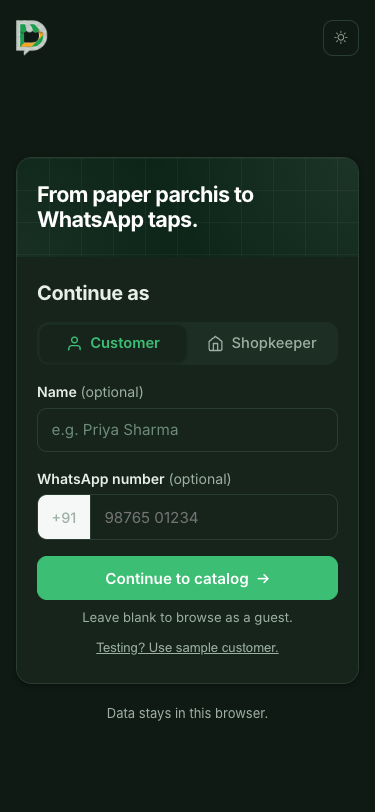 From paper parchis to
WhatsApp taps.
Continue as
Customer
Shopkeeper
Name (optional)
e.g. Priya Sharma
WhatsApp number (optional)
+91
98765 01234
Continue to catalog →
Leave blank to browse as a guest.
Testing? Use sample customer.
Data stays in this browser.